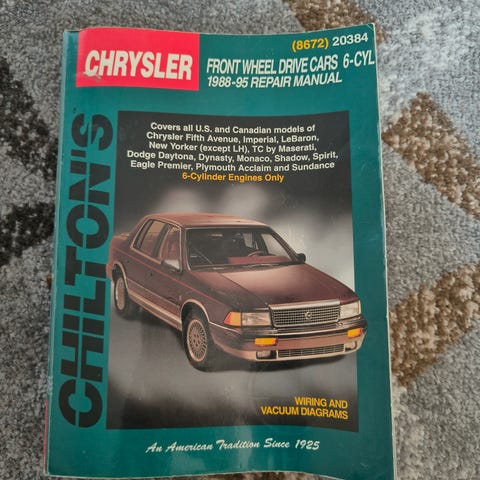 CHRYSLER
(8672) 20384
FRONT WHEEL DRIVE CARS 6-CYL
1988-95 REPAIR MANUAL
CHILTON'S
Covers all U.S. and Canadian models of
Chrysler Fifth Avenue, Imperial, LeBaron,
New Yorker (except LH), TC by Maserati,
Dodge Daytona, Dynasty, Monaco, Shadow, Spirit,
Eagle Premier, Plymouth Acclaim and Sundance
6-Cylinder Engines Only
WIRING AND
VACUUM DIAGRAMS
An American Tradition Since 1925